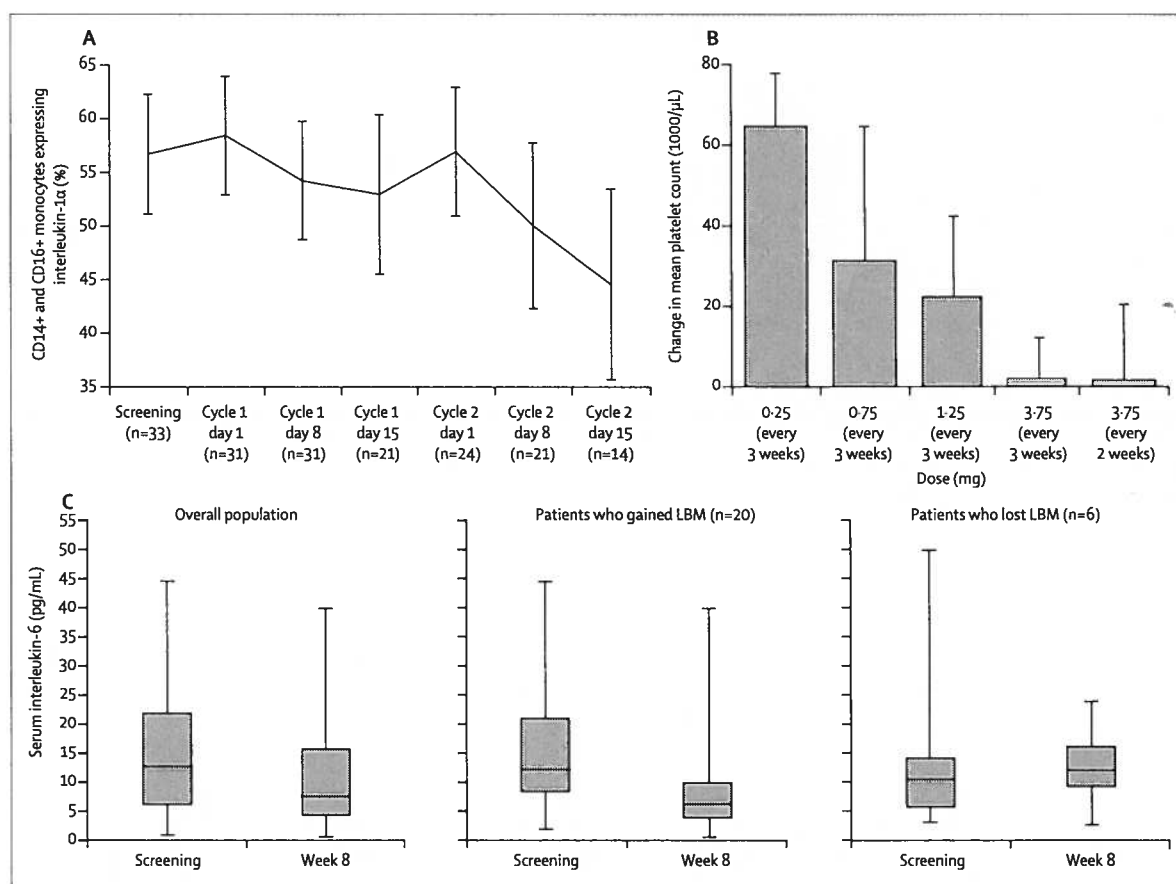 A
CD14+ and CD16+ monocytes expressing
interleukin-1α (%)
65
60
55
50
45
40
35
Screening
(n=33)
Cycle 1
day 1
(n=31)
Cycle 1
day 8
(n=31)
Cycle 1
day 15
(n=21)
Cycle 2
day 1
(n=24)
Cycle 2
day 8
(n=21)
Cycle 2
day 15
(n=14)
B
Change in mean platelet count (1000/μL)
80
60
40
20
0
0·25
(every
3 weeks)
0·75
(every
3 weeks)
1·25
(every
3 weeks)
3·75
(every
3 weeks)
3·75
(every
2 weeks)
Dose (mg)
C
Serum interleukin-6 (pg/mL)
55
50
45
40
35
30
25
20
15
10
5
0
Overall population
Screening
Week 8
Patients who gained LBM (n=20)
Screening
Week 8
Patients who lost LBM (n=6)
Screening
Week 8